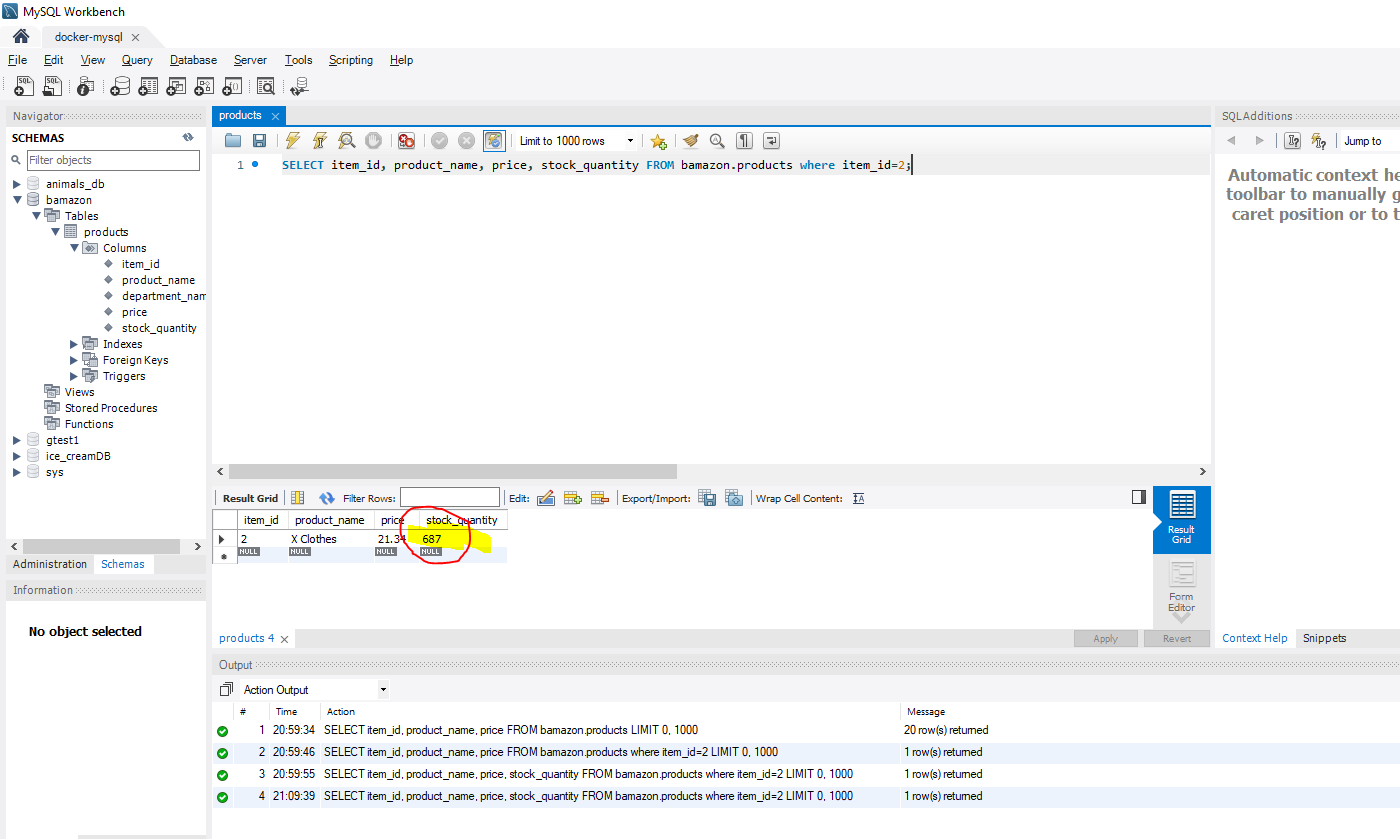 MySQL Workbench
docker-mysql
File Edit View Query Database Server Tools Scripting Help
Navigator
SCHEMAS
Filter objects
animals_db
bamazon
Tables
products
Columns
item_id
product_name
department_nam
price
stock_quantity
Indexes
Foreign Keys
Triggers
Views
Stored Procedures
Functions
gtest1
ice_creamDB
sys
Administration Schemas
Information
No object selected
products
Limit to 1000 rows
1 SELECT item_id, product_name, price, stock_quantity FROM bamazon.products where item_id=2;
Result Grid Filter Rows: Edit: Export/Import: Wrap Cell Content:
item_id product_name price stock_quantity
2 X Clothes 21.34 687
NULL NULL NULL NULL
Result
Grid
Form
Editor
products 4
Apply Revert
SQLAdditions
Jump to
Automatic context he
toolbar to manually g
caret position or to t
Context Help Snippets
Output
Action Output
# Time Action Message
1 20:59:34 SELECT item_id, product_name, price FROM bamazon.products LIMIT 0, 1000 20 row(s) returned
2 20:59:46 SELECT item_id, product_name, price FROM bamazon.products where item_id=2 LIMIT 0, 1000 1 row(s) returned
3 20:59:55 SELECT item_id, product_name, price, stock_quantity FROM bamazon.products where item_id=2 LIMIT 0, 1000 1 row(s) returned
4 21:09:39 SELECT item_id, product_name, price, stock_quantity FROM bamazon.products where item_id=2 LIMIT 0, 1000 1 row(s) returned